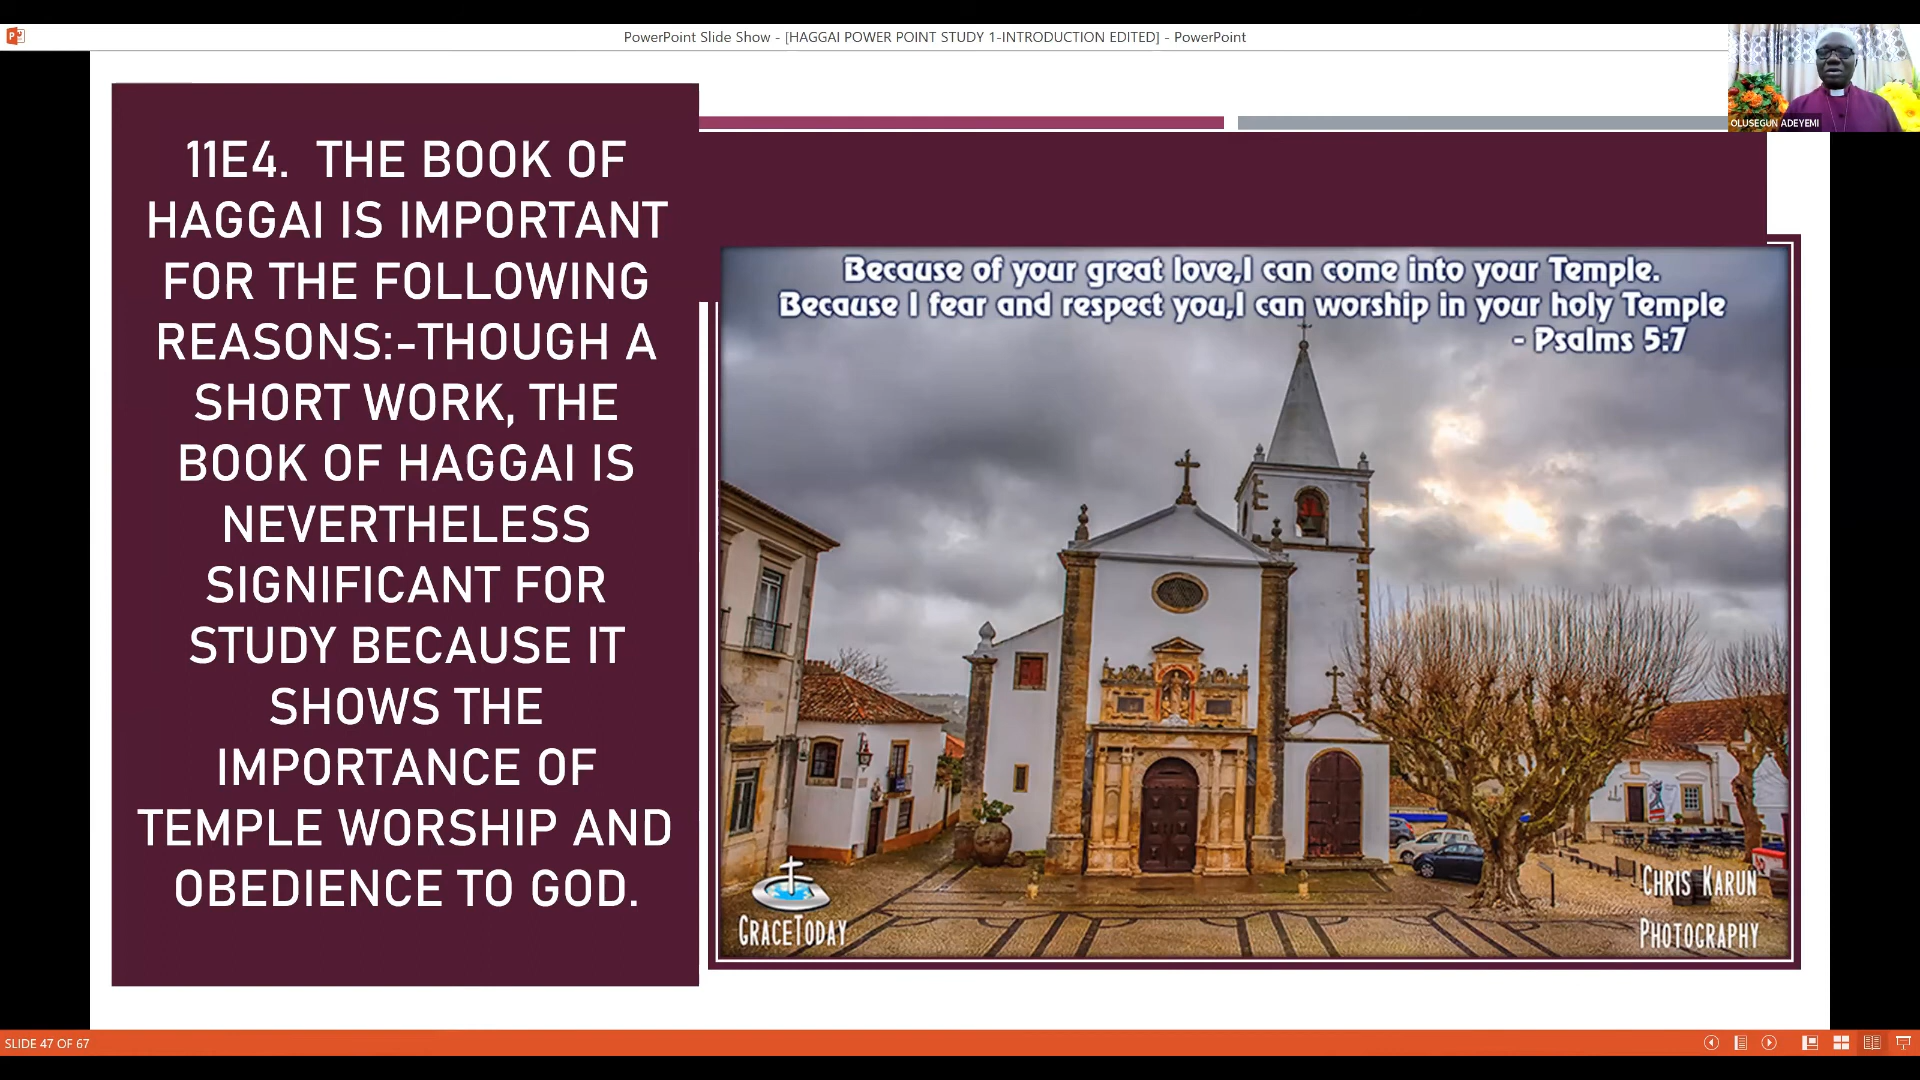 PowerPoint Slide Show - [HAGGAI POWER POINT STUDY 1-INTRODUCTION EDITED] - PowerPoint
OLUSEGUN ADEYEMI
11E4. THE BOOK OF
HAGGAI IS IMPORTANT
FOR THE FOLLOWING
REASONS:-THOUGH A
SHORT WORK, THE
BOOK OF HAGGAI IS
NEVERTHELESS
SIGNIFICANT FOR
STUDY BECAUSE IT
SHOWS THE
IMPORTANCE OF
TEMPLE WORSHIP AND
OBEDIENCE TO GOD.
Because of your great love,I can come into your Temple.
Because I fear and respect you,I can worship in your holy Temple
- Psalms 5:7
GRACETODAY
CHRIS KARUN
PHOTOGRAPHY
SLIDE 47 OF 67